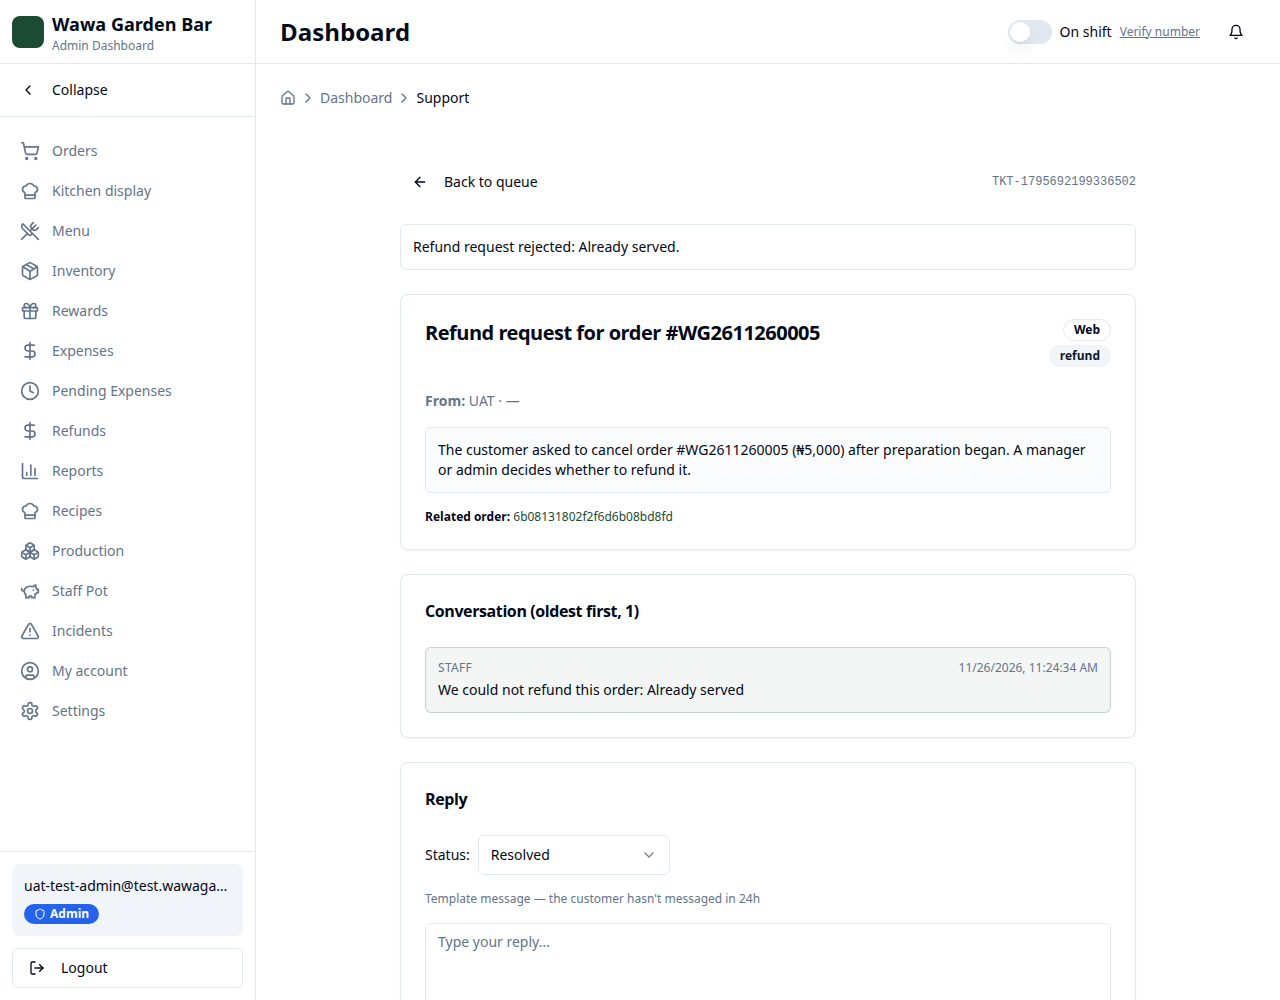 Wawa Garden Bar
Admin Dashboard
Dashboard
On shift
Verify number
Collapse
Dashboard
Support
Orders
Kitchen display
Menu
Inventory
Rewards
Expenses
Pending Expenses
Refunds
Reports
Recipes
Production
Staff Pot
Incidents
My account
Settings
uat-test-admin@test.wawaga...
Admin
Logout
Back to queue
TKT-1795692199336502
Refund request rejected: Already served.
Refund request for order #WG2611260005
Web
refund
From: UAT · —
The customer asked to cancel order #WG2611260005 (₦5,000) after preparation began. A manager
or admin decides whether to refund it.
Related order: 6b08131802f2f6d6b08bd8fd
Conversation (oldest first, 1)
STAFF
11/26/2026, 11:24:34 AM
We could not refund this order: Already served
Reply
Status:
Resolved
Template message — the customer hasn't messaged in 24h
Type your reply...